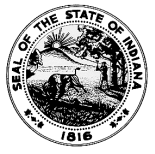 SEAL OF THE STATE OF INDIANA
1816